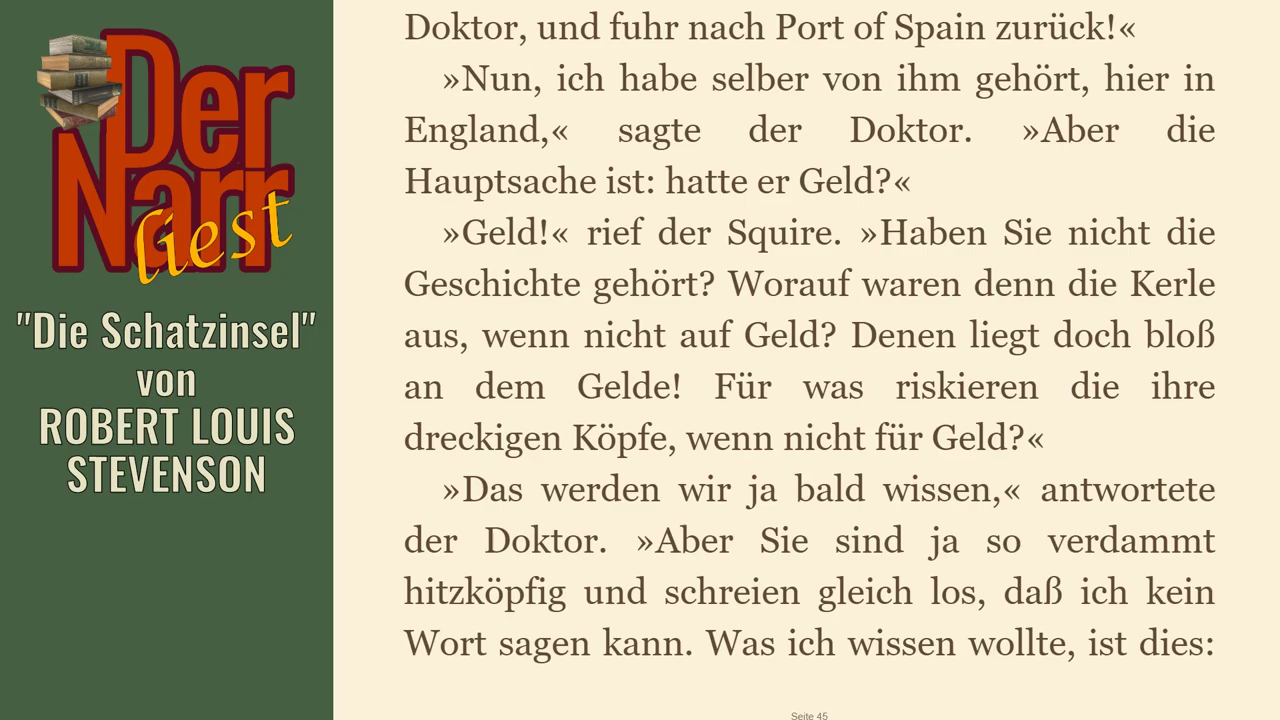 Der
Narr
liest
"Die Schatzinsel"
von
ROBERT LOUIS
STEVENSON
Doktor, und fuhr nach Port of Spain zurück!«
»Nun, ich habe selber von ihm gehört, hier in
England,« sagte der Doktor. »Aber die
Hauptsache ist: hatte er Geld?«
»Geld!« rief der Squire. »Haben Sie nicht die
Geschichte gehört? Worauf waren denn die Kerle
aus, wenn nicht auf Geld? Denen liegt doch bloß
an dem Gelde! Für was riskieren die ihre
dreckigen Köpfe, wenn nicht für Geld?«
»Das werden wir ja bald wissen,« antwortete
der Doktor. »Aber Sie sind ja so verdammt
hitzköpfig und schreien gleich los, daß ich kein
Wort sagen kann. Was ich wissen wollte, ist dies:
Seite 45